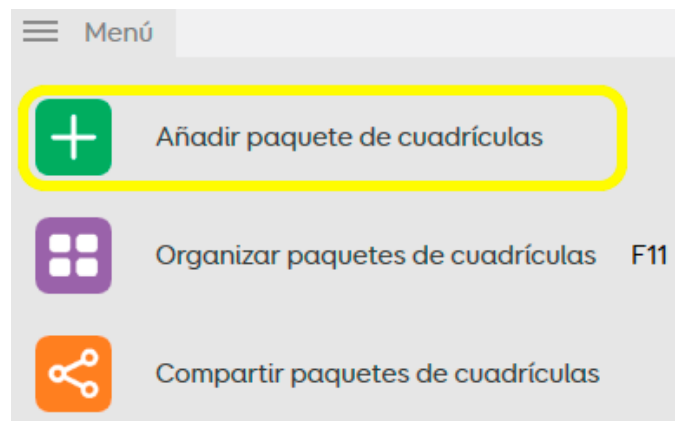 Menú
Añadir paquete de cuadrículas
Organizar paquetes de cuadrículas F11
Compartir paquetes de cuadrículas